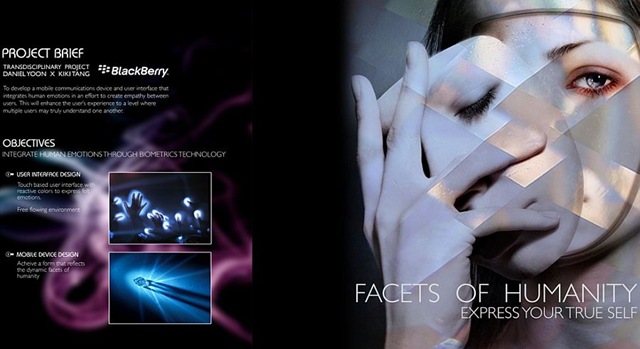 PROJECT BRIEF
TRANSDISCIPLINARY PROJECT
DANIEL YOON X KIKI TANG
BlackBerry.
To develop a mobile communications device and user interface that
integrates human emotions in an effort to create empathy between
users. This will enhance the user's experience to a level where
multiple users may truly understand one another.
OBJECTIVES
INTEGRATE HUMAN EMOTIONS THROUGH BIOMETRICS TECHNOLOGY
USER INTERFACE DESIGN
Touch based user interface with
reactive colors to express felt
emotions.
Free flowing environment
MOBILE DEVICE DESIGN
Acheive a form that reflects
the dynamic facets of
humanity
FACETS OF HUMANITY
EXPRESS YOUR TRUE SELF